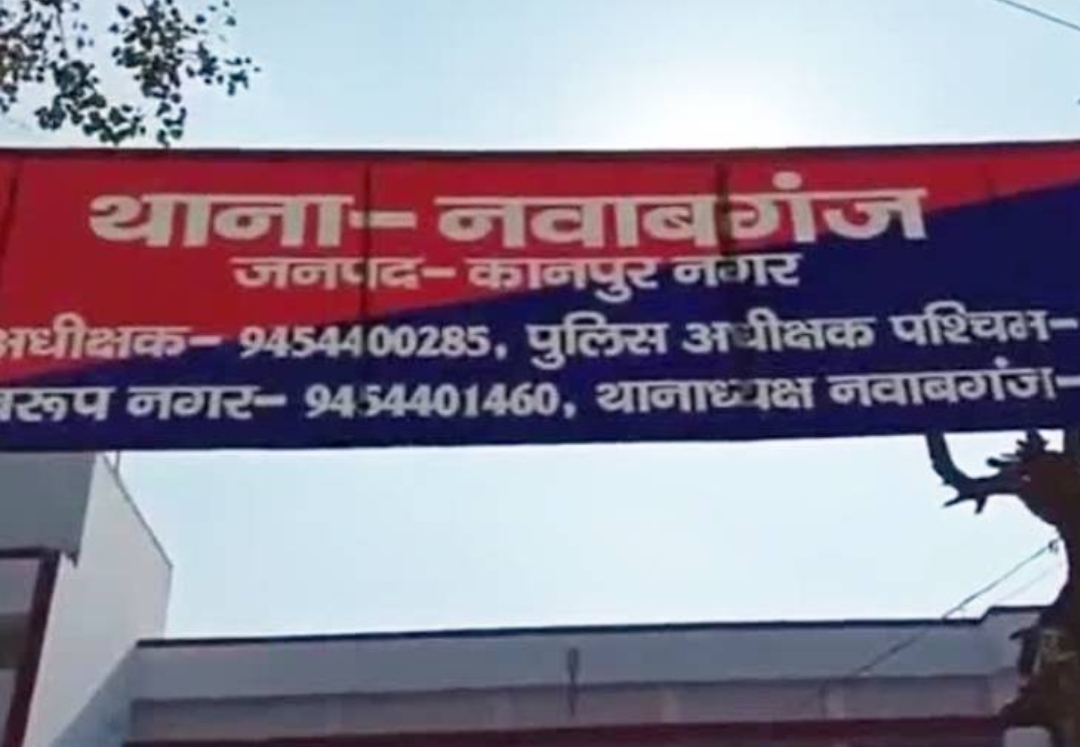 थाना- नवाबगंज
जनपद- कानपुर नगर
अधीक्षक- 9454400285, पुलिस अधीक्षक पश्चिम-
नगर- 9454401460, थानाध्यक्ष नवाबगंज-